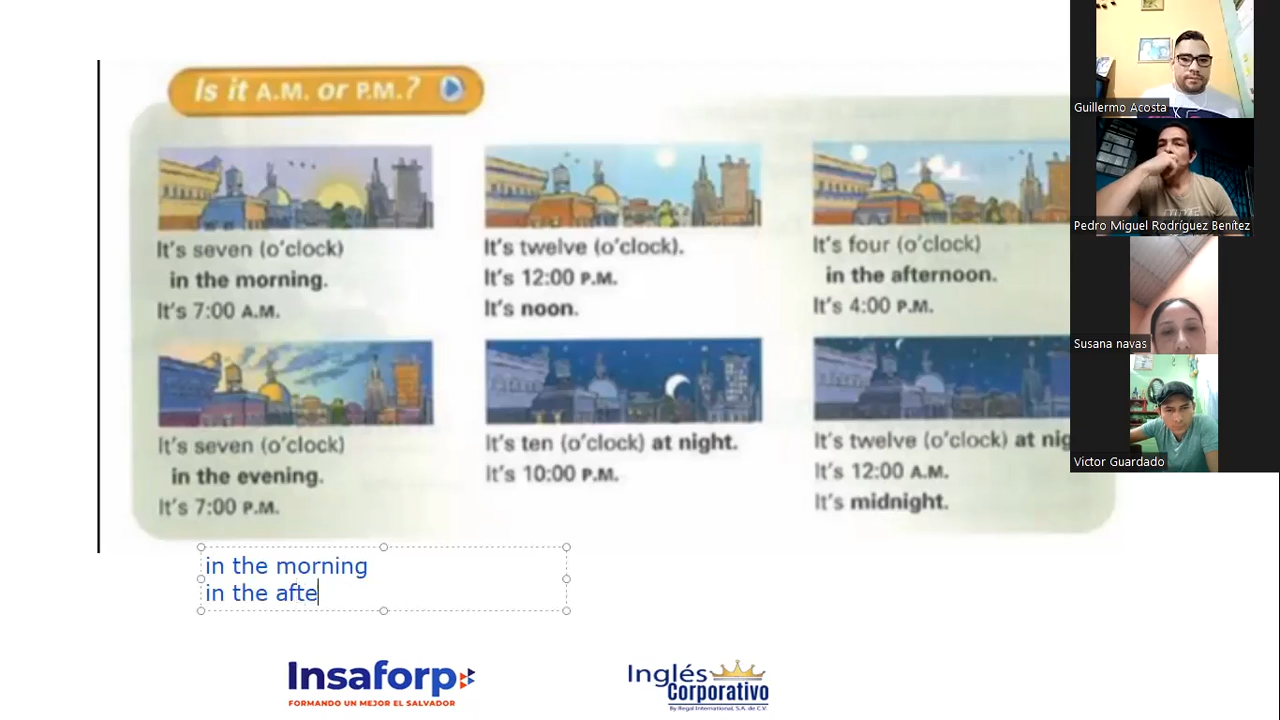 Is it A.M. or P.M.?
It's seven (o'clock)
in the morning.
It's 7:00 A.M.
It's twelve (o'clock).
It's 12:00 P.M.
It's noon.
It's four (o'clock)
in the afternoon.
It's 4:00 P.M.
It's seven (o'clock)
in the evening.
It's 7:00 P.M.
It's ten (o'clock) at night.
It's 10:00 P.M.
It's twelve (o'clock) at nig
It's 12:00 A.M.
It's midnight.
in the morning
in the afte
Insaforp
FORMANDO UN MEJOR EL SALVADOR
Inglés
Corporativo
By Regal International, S.A. de C.V.
Guillermo Acosta
Pedro Miguel Rodríguez Benítez
Susana navas
Victor Guardado